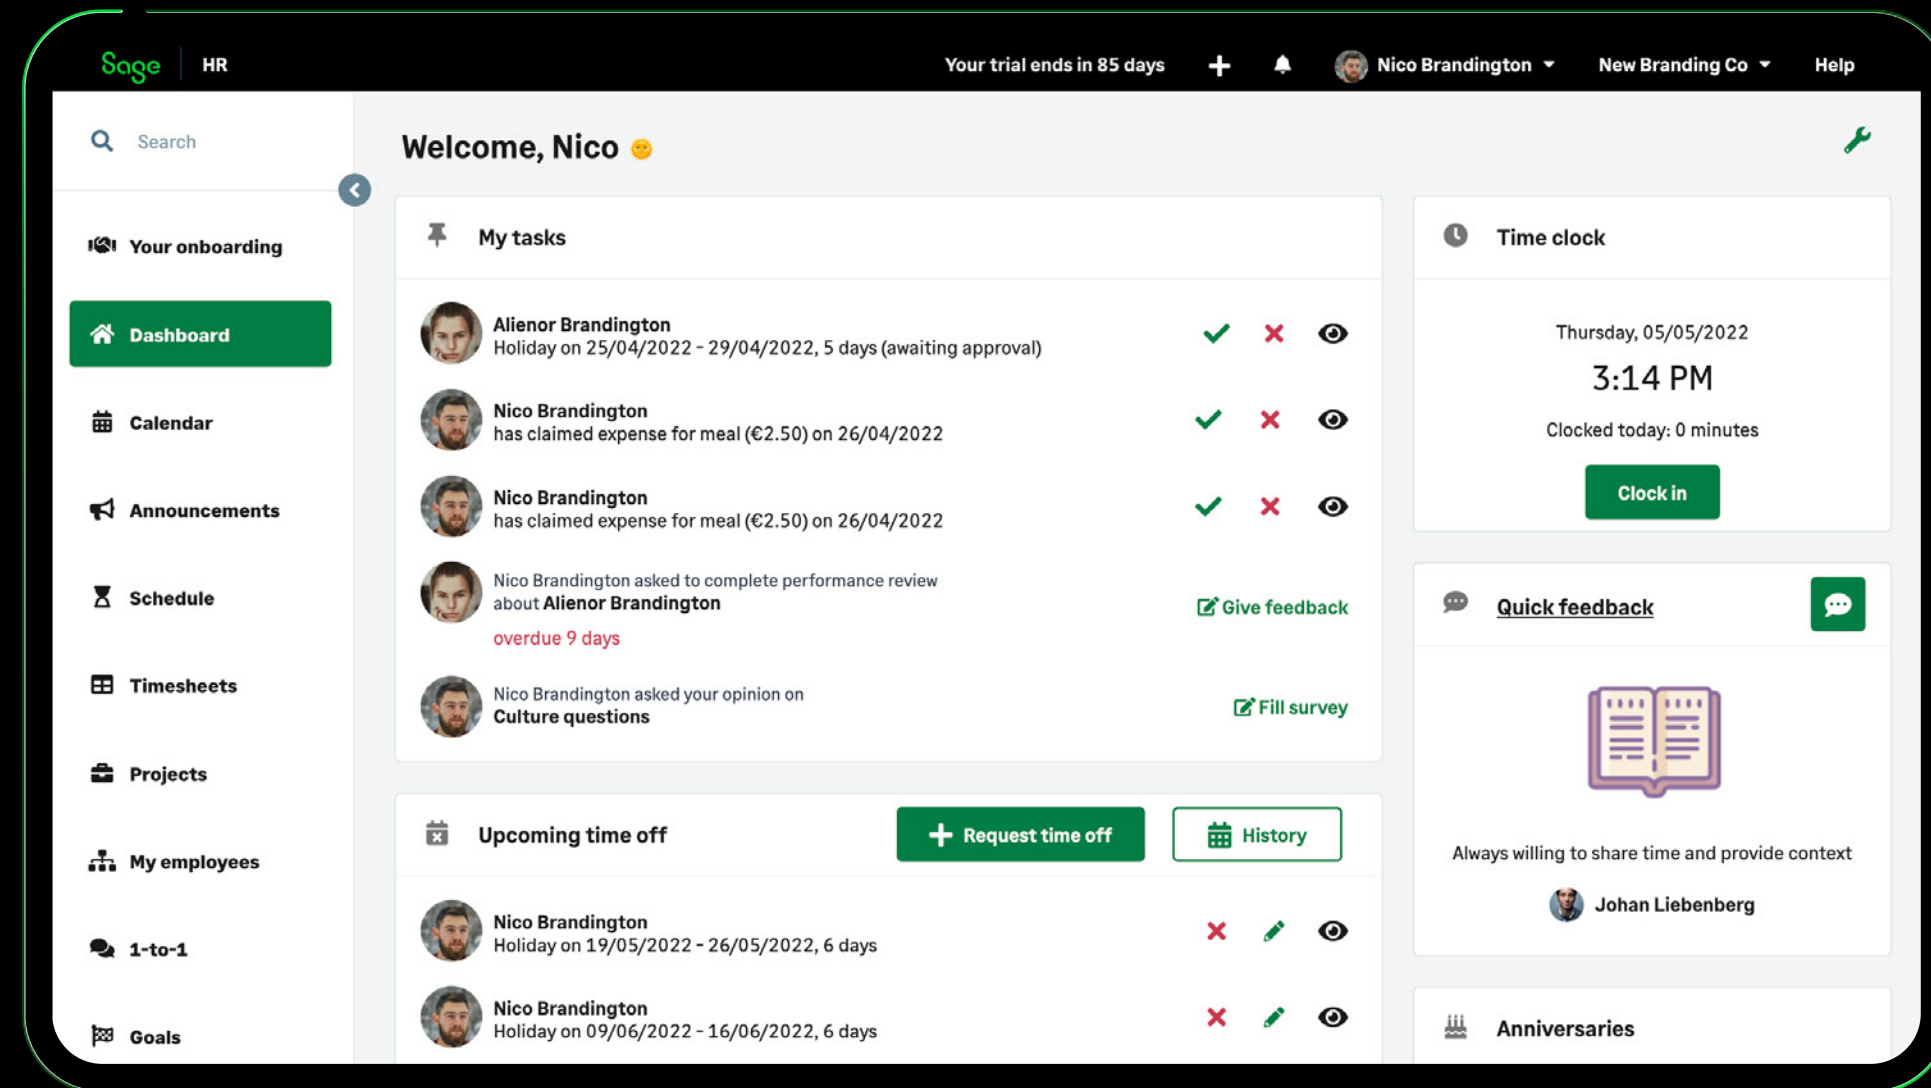 Sage
HR
Your trial ends in 85 days
Nico Brandington
New Branding Co
Help
Search
Your onboarding
Dashboard
Calendar
Announcements
Schedule
Timesheets
Projects
My employees
1-to-1
Goals
Welcome, Nico
My tasks
Alienor Brandington
Holiday on 25/04/2022 - 29/04/2022, 5 days (awaiting approval)
Nico Brandington
has claimed expense for meal (€2.50) on 26/04/2022
Nico Brandington
has claimed expense for meal (€2.50) on 26/04/2022
Nico Brandington asked to complete performance review
about Alienor Brandington
overdue 9 days
Give feedback
Nico Brandington asked your opinion on
Culture questions
Fill survey
Upcoming time off
Request time off
History
Nico Brandington
Holiday on 19/05/2022 - 26/05/2022, 6 days
Nico Brandington
Holiday on 09/06/2022 - 16/06/2022, 6 days
Time clock
Thursday, 05/05/2022
3:14 PM
Clocked today: 0 minutes
Clock in
Quick feedback
Always willing to share time and provide context
Johan Liebenberg
Anniversaries